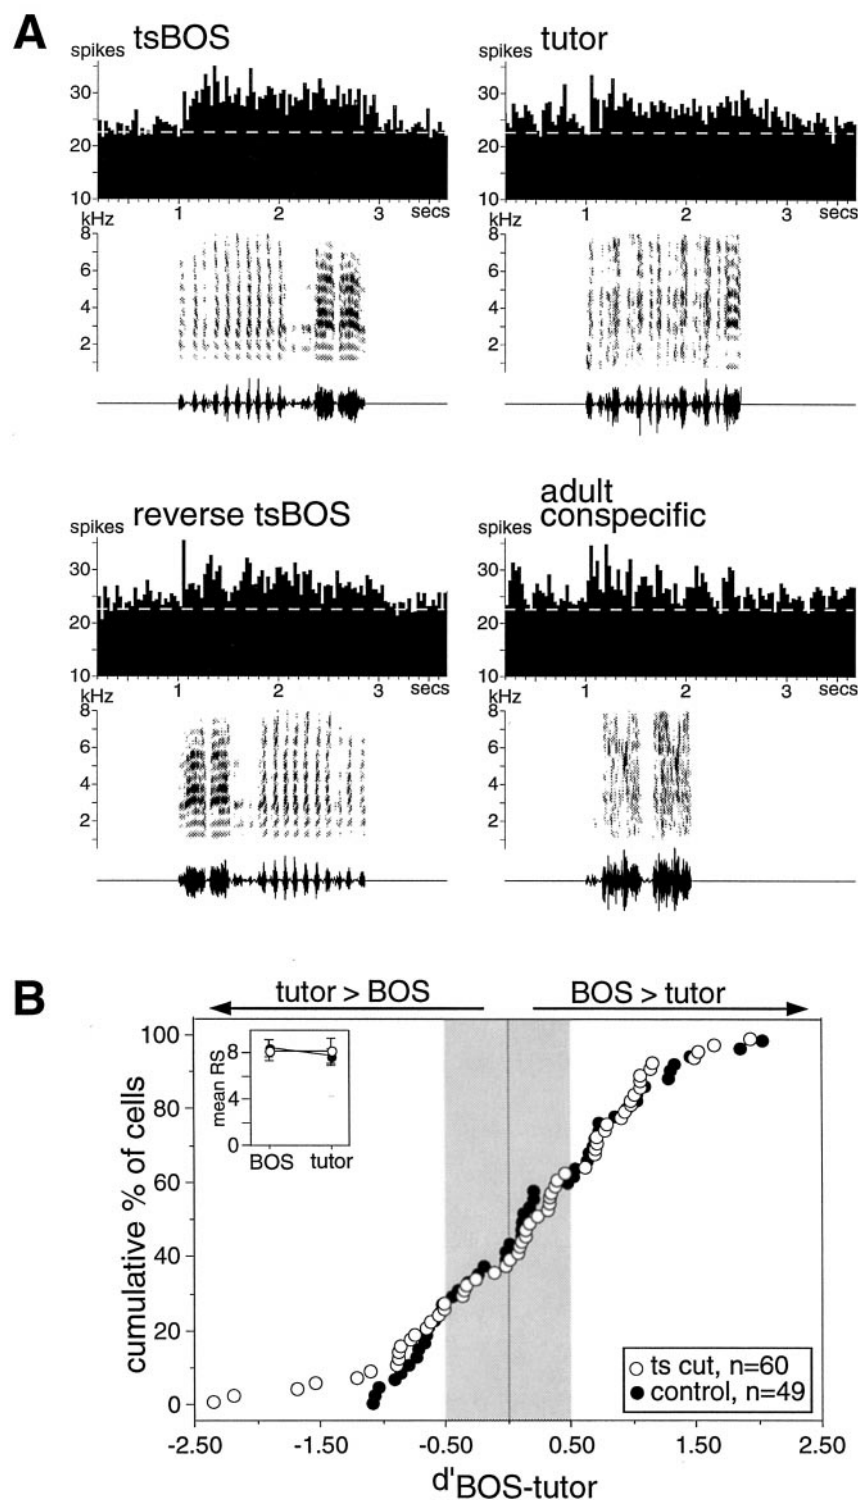 A
tsBOS
tutor
spikes
spikes
30
20
10
30
20
10
1 2 3 secs
1 2 3 secs
kHz
kHz
8
6
4
2
8
6
4
2
reverse tsBOS
adult
conspecific
spikes
spikes
30
20
10
30
20
10
1 2 3 secs
1 2 3 secs
kHz
kHz
8
6
4
2
8
6
4
2
B
tutor > BOS
BOS > tutor
100
80
60
40
20
0
cumulative % of cells
mean RS
8
4
0
BOS tutor
ts cut, n=60
control, n=49
-2.50 -1.50 -0.50 0.50 1.50 2.50
d'BOS-tutor